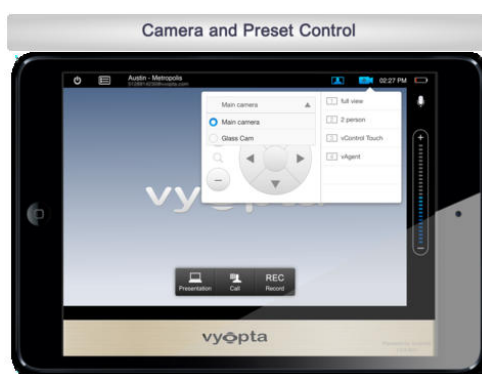 Camera and Preset Control
Austin - Metropolis
02:27 PM
Main camera
Main camera
Glass Cam
1 full view
2 2 person
3 vControl Touch
4 vAgent
vyopta
Presentation
Call
REC
Record
vyopta